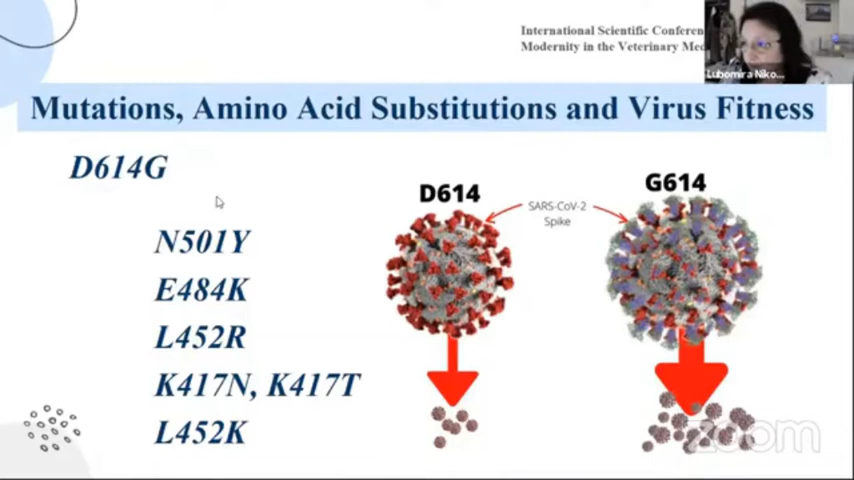 International Scientific Conferen
Modernity in the Veterinary Med
Lubomira Niko...
Mutations, Amino Acid Substitutions and Virus Fitness
D614G
N501Y
E484K
L452R
K417N, K417T
L452K
D614
SARS-CoV-2
Spike
G614
zoom